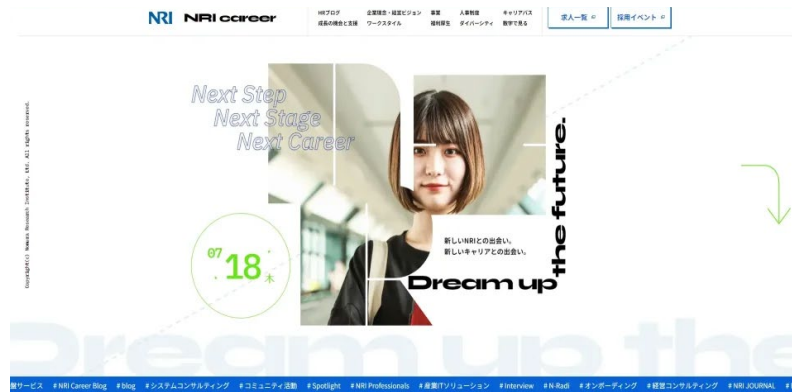 NRI NRI career
HRブログ 企業理念・経営ビジョン 事業 人事制度 キャリアパス
成長の機会と支援 ワークスタイル 福利厚生 ダイバーシティ 数字で見る
求人一覧 採用イベント
Next Step
Next Stage
Next Career
Copyright(c) Nomura Research Institute, Ltd. All rights reserved.
07
18
木
新しいNRIとの出会い。
新しいキャリアとの出会い。
Dream up
the future.
Dream up the
盤サービス # NRI Career Blog # blog # システムコンサルティング # コミュニティ活動 # Spotlight # NRI Professionals # 産業ITソリューション # Interview # N-Radi # オンボーディング # 経営コンサルティング # NRI JOURNAL #